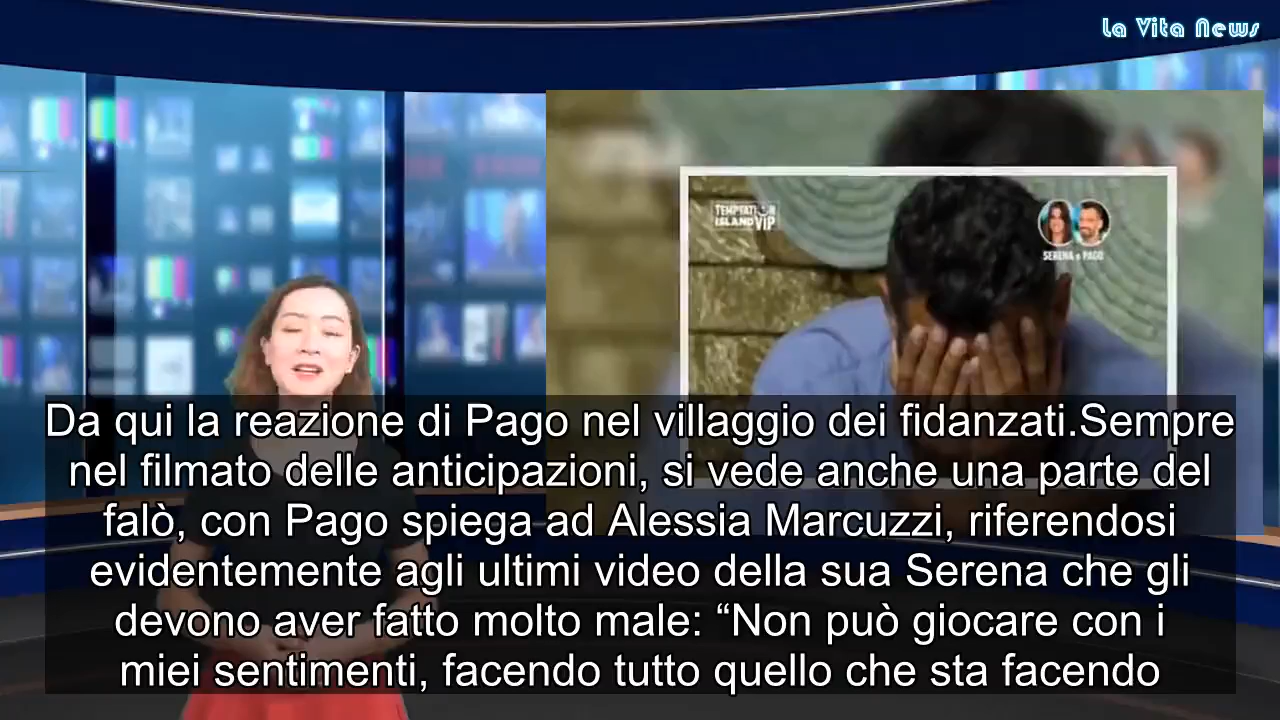 La Vita News
TEMPTATION
ISLAND VIP
SERENA e PAGO
Da qui la reazione di Pago nel villaggio dei fidanzati.Sempre
nel filmato delle anticipazioni, si vede anche una parte del
falò, con Pago spiega ad Alessia Marcuzzi, riferendosi
evidentemente agli ultimi video della sua Serena che gli
devono aver fatto molto male: “Non può giocare con i
miei sentimenti, facendo tutto quello che sta facendo